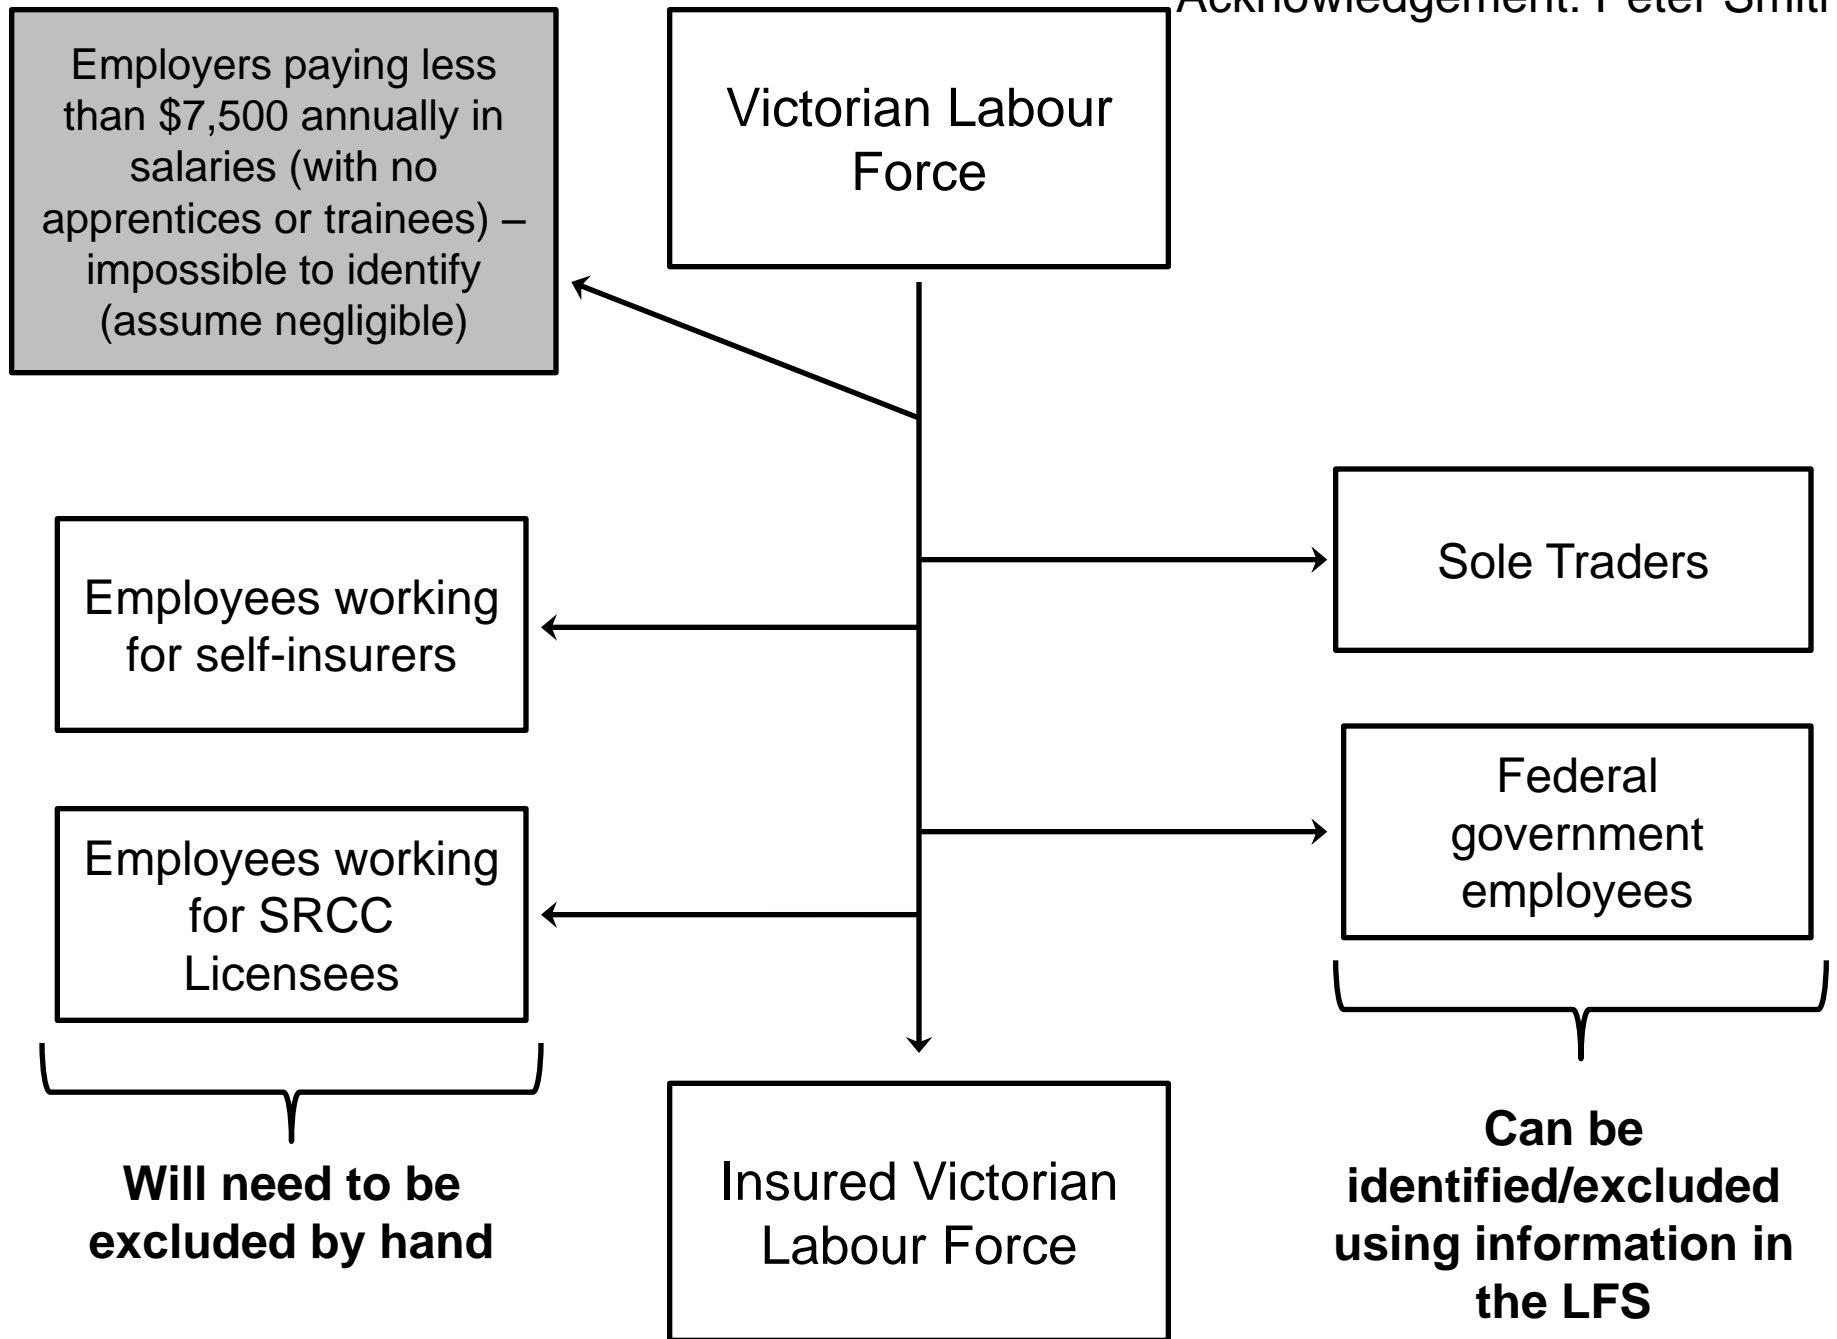 Acknowledgement: Peter Smith
Employers paying less
than $7,500 annually in
salaries (with no
apprentices or trainees) –
impossible to identify
(assume negligible)
Victorian Labour
Force
Sole Traders
Employees working
for self-insurers
Federal
government
employees
Employees working
for SRCC
Licensees
Will need to be
excluded by hand
Insured Victorian
Labour Force
Can be
identified/excluded
using information in
the LFS